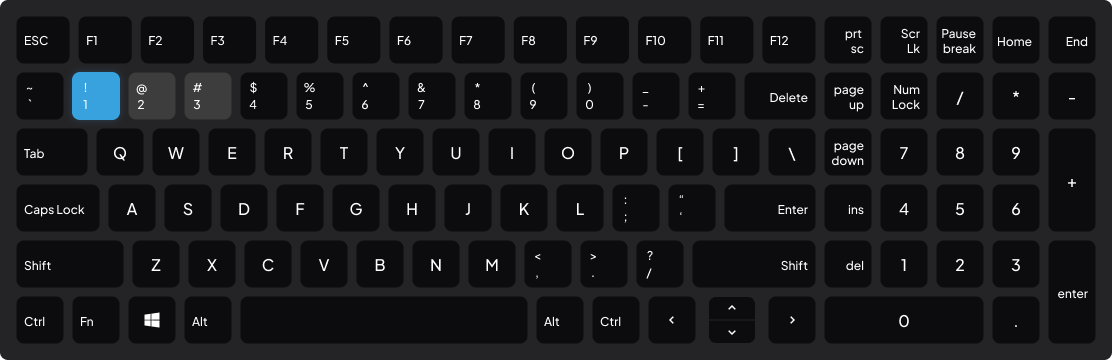 ESC F1 F2 F3 F4 F5 F6 F7 F8 F9 F10 F11 F12 prt sc Scr Lk Pause break Home End
~ ` ! 1 @ 2 # 3 $ 4 % 5 ^ 6 & 7 * 8 ( 9 ) 0 _ - + = Delete page up Num Lock / * -
Tab Q W E R T Y U I O P [ ] \ page down 7 8 9 +
Caps Lock A S D F G H J K L : ; “ ‘ Enter ins 4 5 6
Shift Z X C V B N M < , > . ? / Shift del 1 2 3 enter
Ctrl Fn Alt Alt Ctrl 0 .